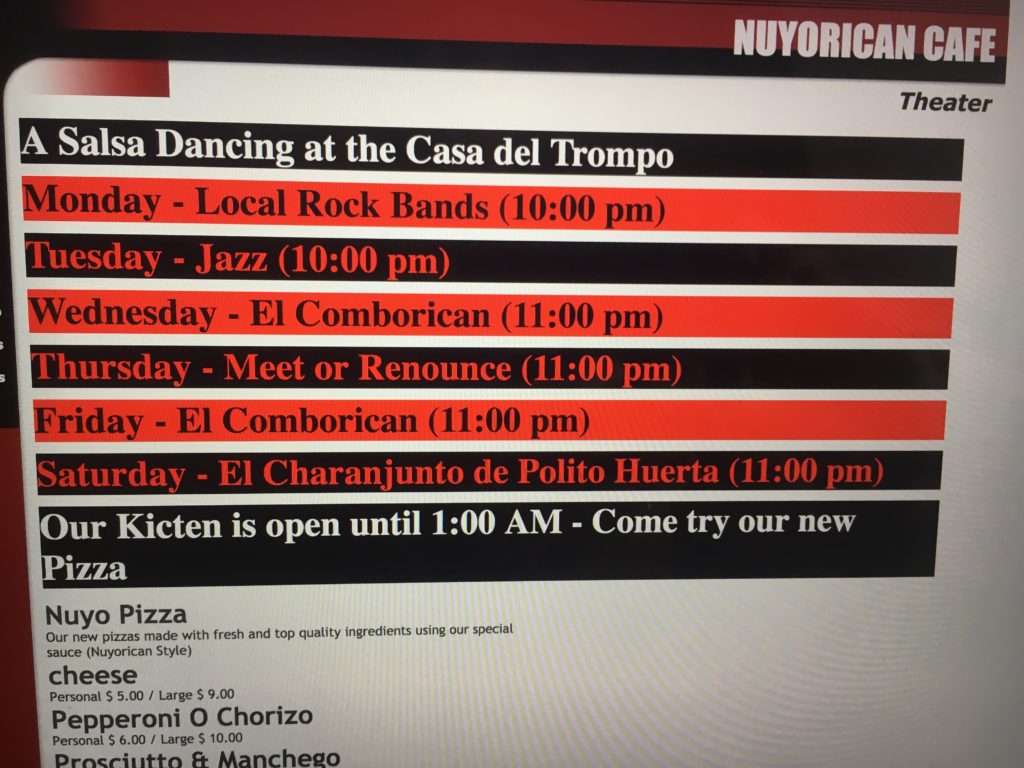 NUYORICAN CAFE
Theater
A Salsa Dancing at the Casa del Trompo
Monday - Local Rock Bands (10:00 pm)
Tuesday - Jazz (10:00 pm)
Wednesday - El Comborican (11:00 pm)
Thursday - Meet or Renounce (11:00 pm)
Friday - El Comborican (11:00 pm)
Saturday - El Charanjunto de Polito Huerta (11:00 pm)
Our Kicten is open until 1:00 AM - Come try our new
Pizza
Nuyo Pizza
Our new pizzas made with fresh and top quality ingredients using our special
sauce (Nuyorican Style)
cheese
Personal $ 5.00 / Large $ 9.00
Pepperoni O Chorizo
Personal $ 6.00 / Large $ 10.00
Prosciutto & Manchego